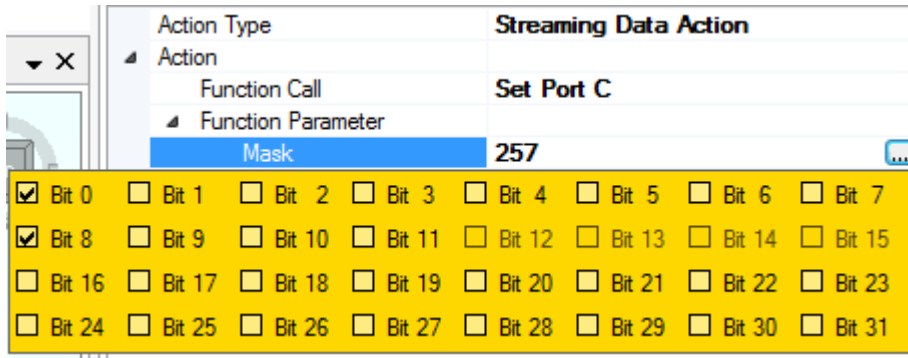 Action Type Streaming Data Action
Action
Function Call Set Port C
Function Parameter
Mask 257 ...
Bit 0 Bit 1 Bit 2 Bit 3 Bit 4 Bit 5 Bit 6 Bit 7
Bit 8 Bit 9 Bit 10 Bit 11 Bit 12 Bit 13 Bit 14 Bit 15
Bit 16 Bit 17 Bit 18 Bit 19 Bit 20 Bit 21 Bit 22 Bit 23
Bit 24 Bit 25 Bit 26 Bit 27 Bit 28 Bit 29 Bit 30 Bit 31